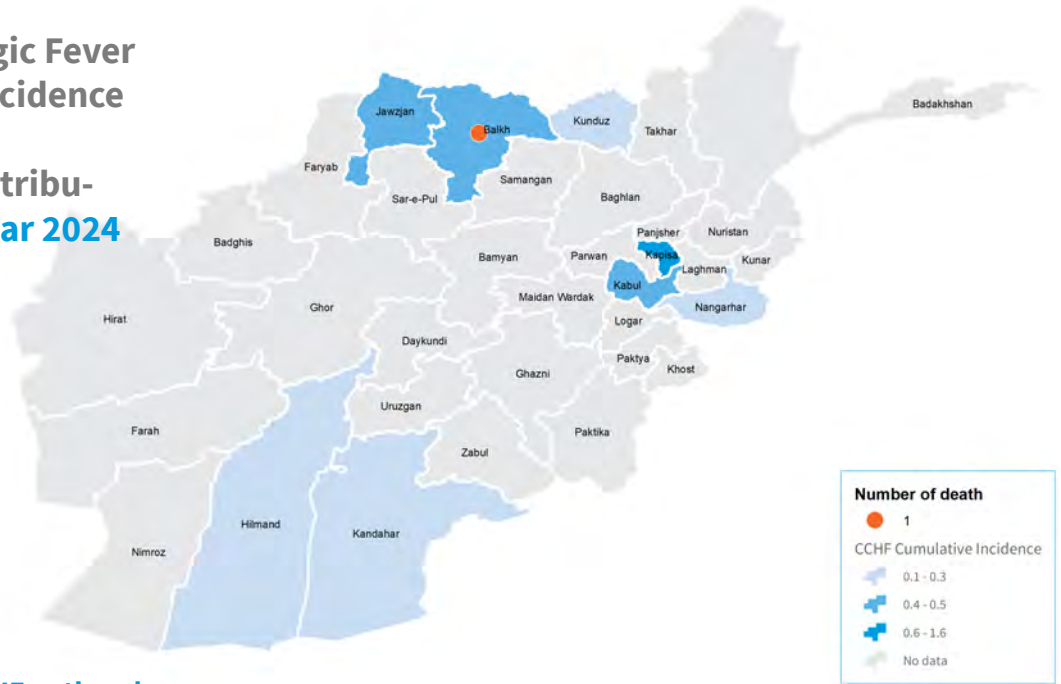 gic Fever
cidence
tribu-
ar 2024
Jawzjan
Balkh
Kunduz
Takhar
Badakhshan
Faryab
Sar-e-Pul
Samangan
Baghlan
Badghis
Panjsher
Nuristan
Bamyan
Parwan
Kapisa
Laghman
Kunar
Kabul
Hirat
Ghor
Maidan Wardak
Nangarhar
Logar
Daykundi
Paktya
Khost
Ghazni
Uruzgan
Farah
Zabul
Paktika
Hilmand
Kandahar
Nimroz
Number of death
1
CCHF Cumulative Incidence
0.1 - 0.3
0.4 - 0.5
0.6 - 1.6
No data